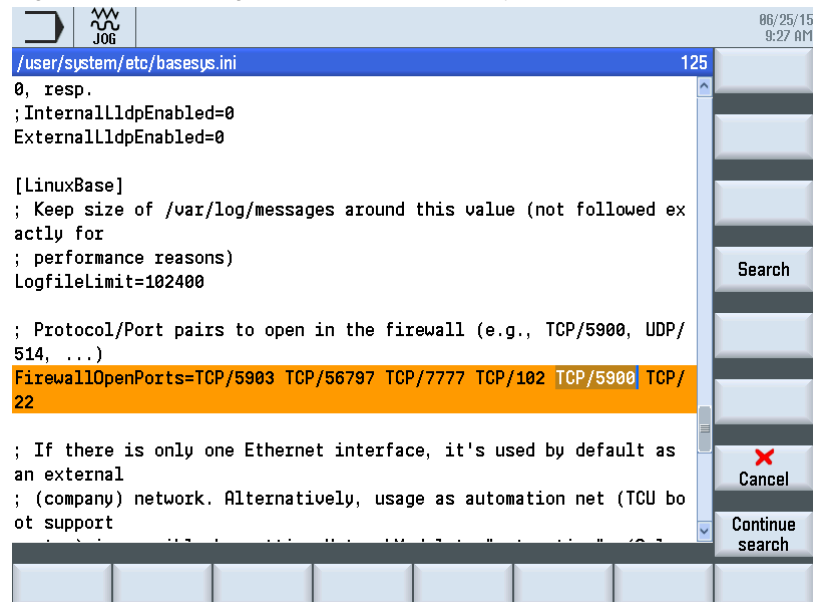 JOG
06/25/15
9:27 AM
/user/system/etc/basesys.ini 125
0, resp.
;InternalLldpEnabled=0
ExternalLldpEnabled=0
[LinuxBase]
; Keep size of /var/log/messages around this value (not followed ex
actly for
; performance reasons)
LogfileLimit=102400
; Protocol/Port pairs to open in the firewall (e.g., TCP/5900, UDP/
514, ...)
FirewallOpenPorts=TCP/5903 TCP/56797 TCP/7777 TCP/102 TCP/5900 TCP/
22
; If there is only one Ethernet interface, it's used by default as
an external
; (company) network. Alternatively, usage as automation net (TCU bo
ot support
Search
Cancel
Continue
search